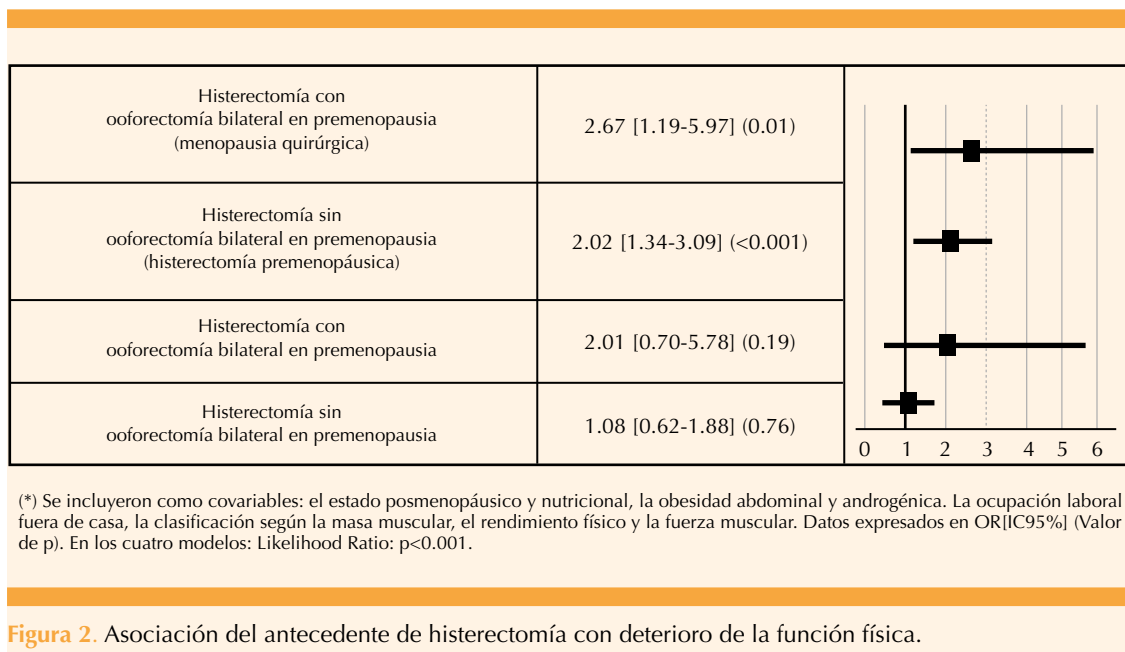 Histerectomía con
ooforectomía bilateral en premenopausia
(menopausia quirúrgica)
2.67 [1.19-5.97] (0.01)
Histerectomía sin
ooforectomía bilateral en premenopausia
(histerectomía premenopáusica)
2.02 [1.34-3.09] (<0.001)
Histerectomía con
ooforectomía bilateral en premenopausia
2.01 [0.70-5.78] (0.19)
Histerectomía sin
ooforectomía bilateral en premenopausia
1.08 [0.62-1.88] (0.76)
0 1 2 3 4 5 6
(*) Se incluyeron como covariables: el estado posmenopáusico y nutricional, la obesidad abdominal y androgénica. La ocupación laboral
fuera de casa, la clasificación según la masa muscular, el rendimiento físico y la fuerza muscular. Datos expresados en OR[IC95%] (Valor
de p). En los cuatro modelos: Likelihood Ratio: p<0.001.
Figura 2. Asociación del antecedente de histerectomía con deterioro de la función física.